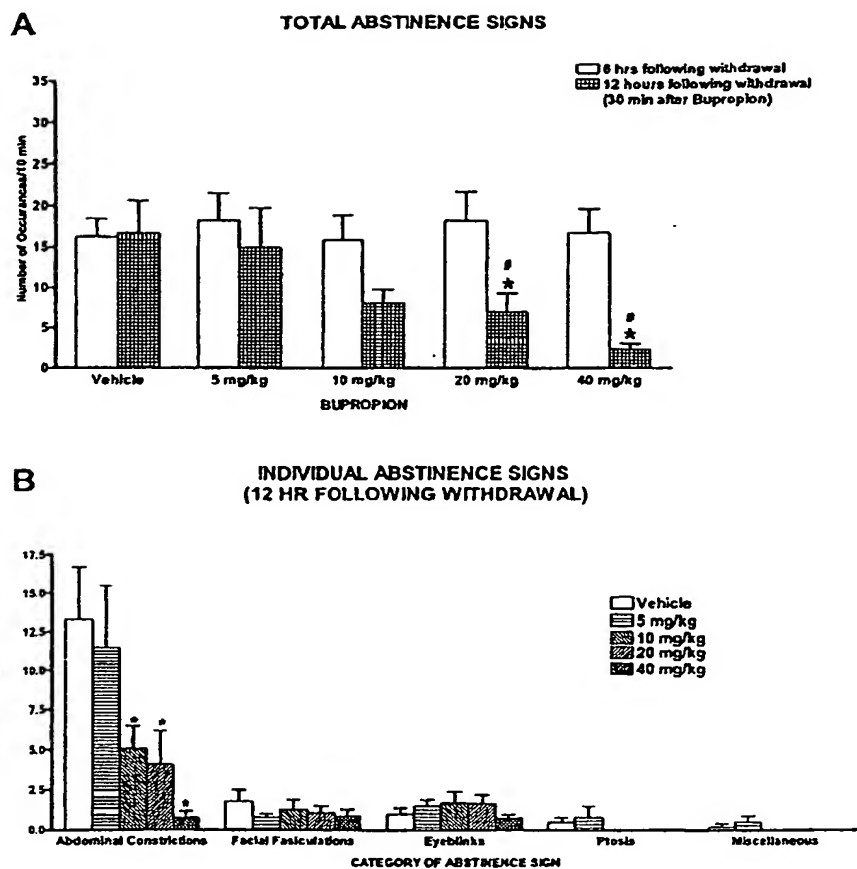 A
TOTAL ABSTINENCE SIGNS
6 hrs following withdrawal
12 hours following withdrawal
(30 min after Bupropion)
Number of Occurances/10 min
35
30
25
20
15
10
5
0
#
★
#
★
Vehicle
5 mg/kg
10 mg/kg
20 mg/kg
40 mg/kg
BUPROPION
B
INDIVIDUAL ABSTINENCE SIGNS
(12 HR FOLLOWING WITHDRAWAL)
17.5
15.0
12.5
10.0
7.5
5.0
2.5
0.0
Vehicle
5 mg/kg
10 mg/kg
20 mg/kg
40 mg/kg
*
*
*
Abdominal Constrictions
Facial Fasiculations
Eyeblinks
Ptosis
Miscellaneous
CATEGORY OF ABSTINENCE SIGN